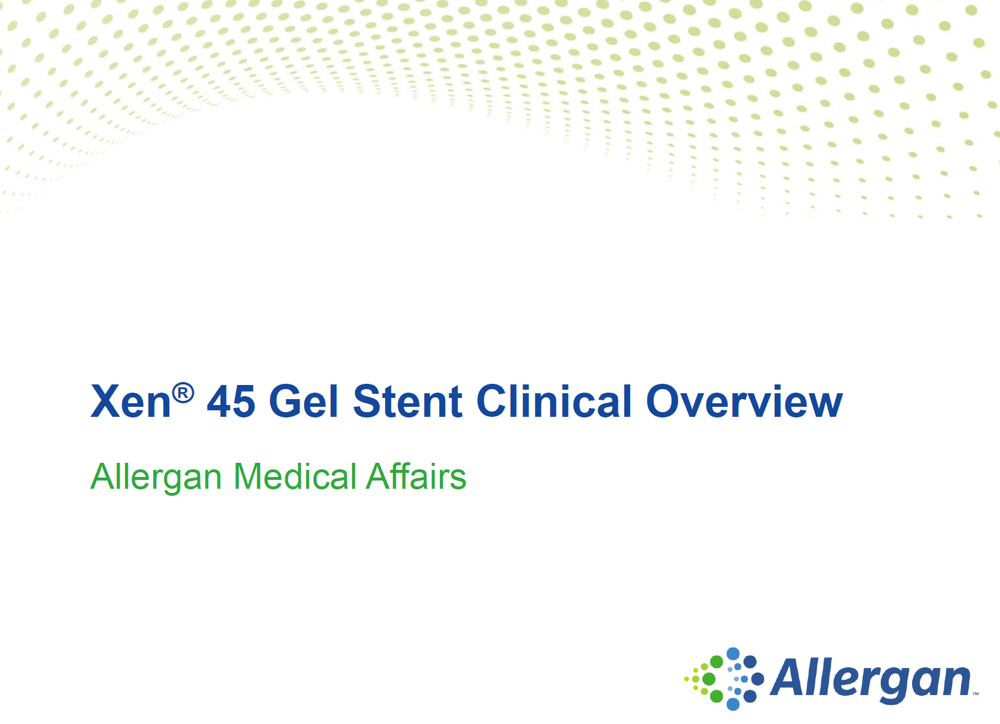 Xen® 45 Gel Stent Clinical Overview
Allergan Medical Affairs
Allergan™